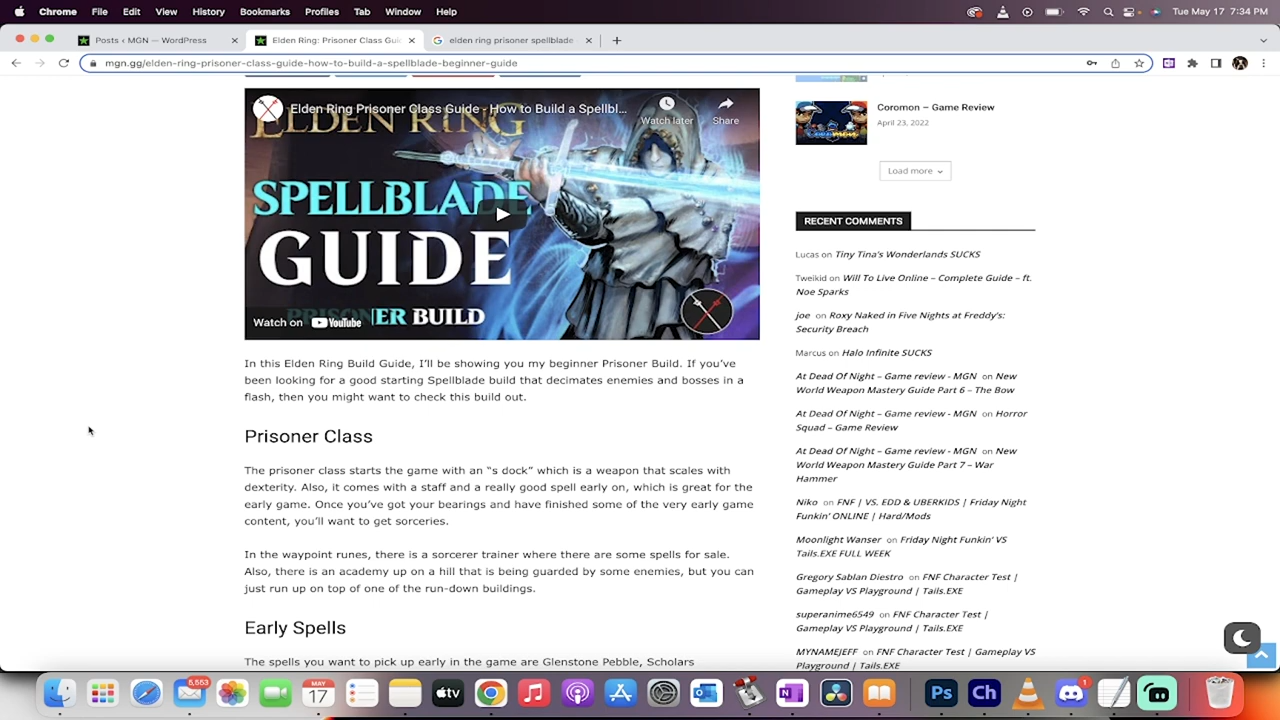 Chrome File Edit View History Bookmarks Profiles Tab Window Help Tue May 17 7:34 PM
Posts ‹ MGN — WordPress Elden Ring: Prisoner Class Gui elden ring prisoner spellblade
mgn.gg/elden-ring-prisoner-class-guide-how-to-build-a-spellblade-beginner-guide
Elden Ring Prisoner Class Guide - How to Build a Spellbl...
Watch later Share
ELDEN RING
SPELLBLADE
GUIDE
PRISONER BUILD
Watch on YouTube
In this Elden Ring Build Guide, I’ll be showing you my beginner Prisoner Build. If you’ve
been looking for a good starting Spellblade build that decimates enemies and bosses in a
flash, then you might want to check this build out.
Prisoner Class
The prisoner class starts the game with an “s dock” which is a weapon that scales with
dexterity. Also, it comes with a staff and a really good spell early on, which is great for the
early game. Once you’ve got your bearings and have finished some of the very early game
content, you’ll want to get sorceries.
In the waypoint runes, there is a sorcerer trainer where there are some spells for sale.
Also, there is an academy up on a hill that is being guarded by some enemies, but you can
just run up on top of one of the run-down buildings.
Early Spells
The spells you want to pick up early in the game are Glenstone Pebble, Scholars
Coromon – Game Review
April 23, 2022
COROMON
Load more
RECENT COMMENTS
Lucas on Tiny Tina’s Wonderlands SUCKS
Tweikid on Will To Live Online – Complete Guide – ft.
Noe Sparks
joe on Roxy Naked in Five Nights at Freddy’s:
Security Breach
Marcus on Halo Infinite SUCKS
At Dead Of Night – Game review - MGN on New
World Weapon Mastery Guide Part 6 – The Bow
At Dead Of Night – Game review - MGN on Horror
Squad – Game Review
At Dead Of Night – Game review - MGN on New
World Weapon Mastery Guide Part 7 – War
Hammer
Niko on FNF | VS. EDD & UBERKIDS | Friday Night
Funkin’ ONLINE | Hard/Mods
Moonlight Wanser on Friday Night Funkin’ VS
Tails.EXE FULL WEEK
Gregory Sablan Diestro on FNF Character Test |
Gameplay VS Playground | Tails.EXE
superanime6549 on FNF Character Test |
Gameplay VS Playground | Tails.EXE
MYNAMEJEFF on FNF Character Test | Gameplay VS
Playground | Tails.EXE
5,553 MAY 17 tv N Ps Ch 1